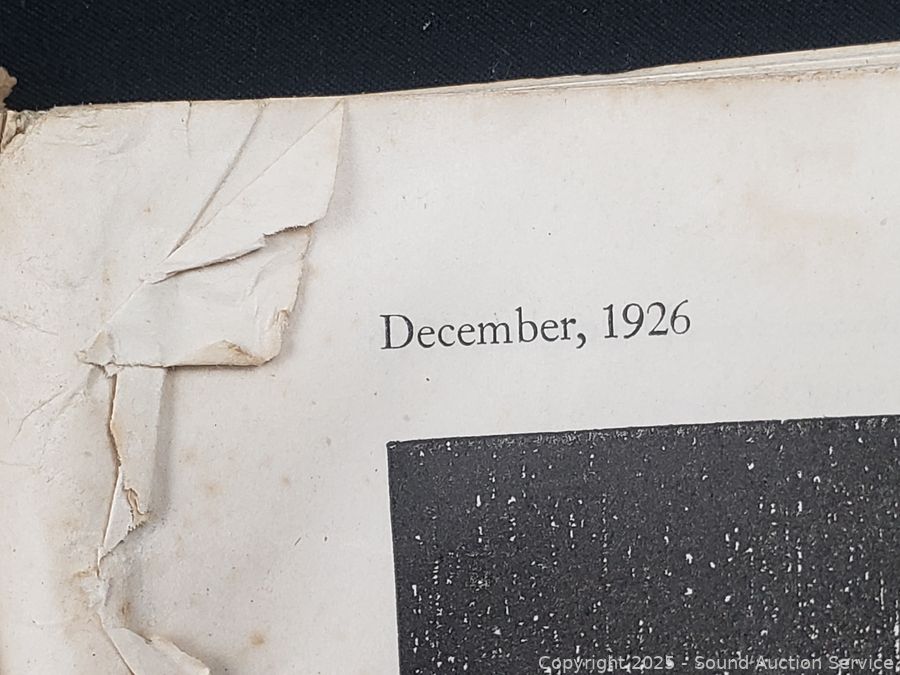 December, 1926
Copyright 2025 - Sound Auction Service